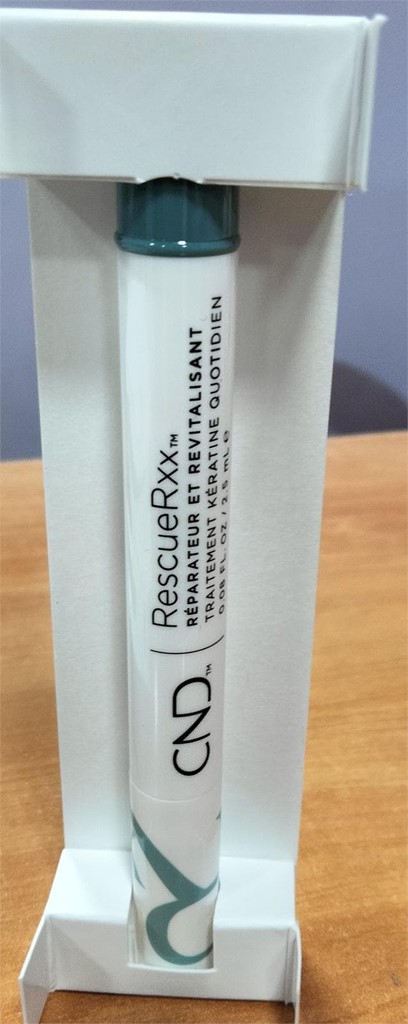 CND™
RescueRxx™
RÉPARATEUR ET REVITALISANT
TRAITEMENT KÉRATINE QUOTIDIEN
0.08 FL. OZ / 2.5 mL ℮